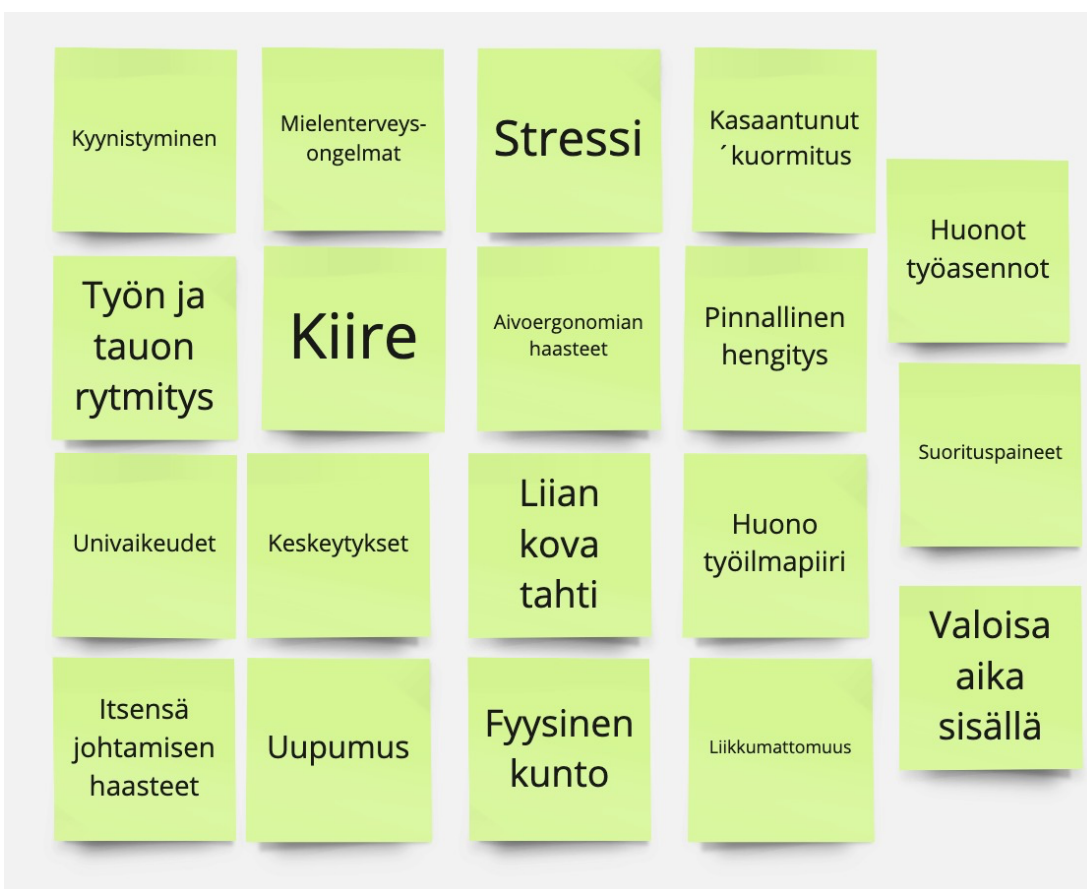 Kyynistyminen
Mielenterveys-
ongelmat
Stressi
Kasaantunut
´kuormitus
Huonot
työasennot
Työn ja
tauon
rytmitys
Kiire
Aivoergonomian
haasteet
Pinnallinen
hengitys
Suorituspaineet
Univaikeudet
Keskeytykset
Liian
kova
tahti
Huono
työilmapiiri
Valoisa
aika
sisällä
Itsensä
johtamisen
haasteet
Uupumus
Fyysinen
kunto
Liikkumattomuus